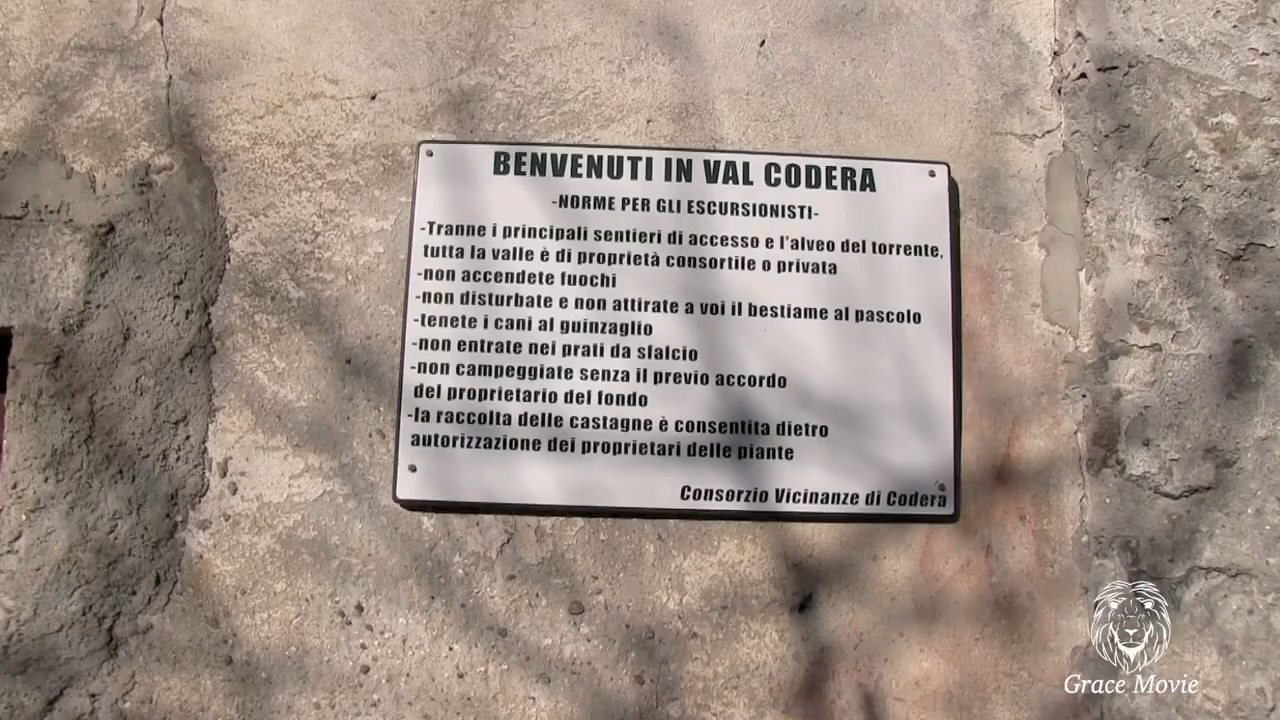 BENVENUTI IN VAL CODERA
-NORME PER GLI ESCURSIONISTI-
-Tranne i principali sentieri di accesso e l'alveo del torrente,
tutta la valle è di proprietà consortile o privata
-non accendete fuochi
-non disturbate e non attirate a voi il bestiame al pascolo
-tenete i cani al guinzaglio
-non entrate nei prati da sfalcio
-non campeggiate senza il previo accordo
del proprietario del fondo
-la raccolta delle castagne è consentita dietro
autorizzazione dei proprietari delle piante
Consorzio Vicinanze di Codera
Grace Movie